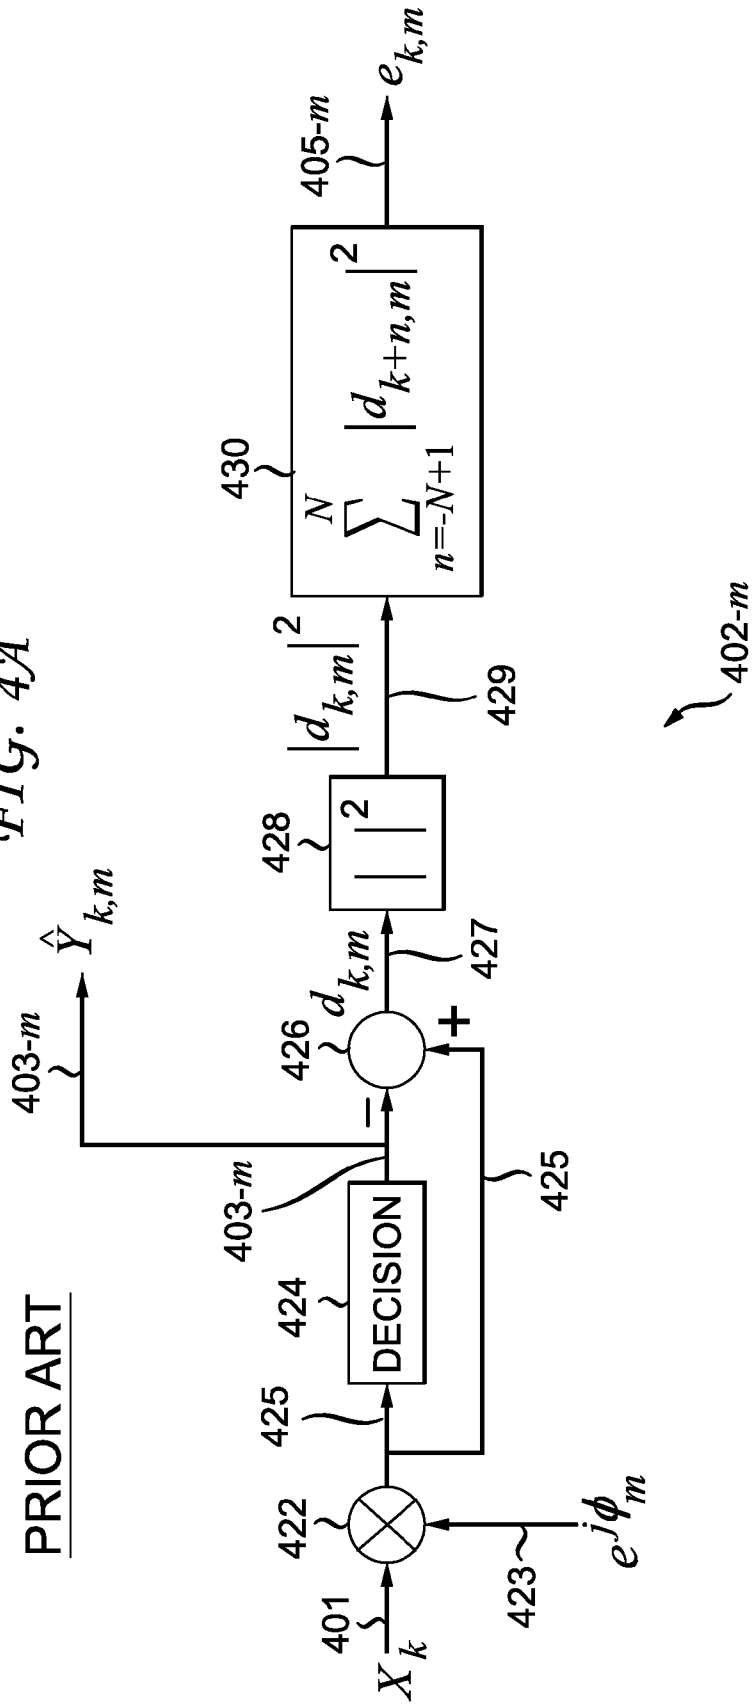 FIG. 4A
PRIOR ART
403-m
Ŷ_{k,m}
X_k
401
422
425
424
DECISION
403-m
426
d_{k,m}
428
| |^2
|d_{k,m}|^2
430
\sum_{n=-N+1}^{N} |d_{k+n,m}|^2
405-m
e_{k,m}
−
+
427
429
423
e^{jϕ_m}
425
402-m